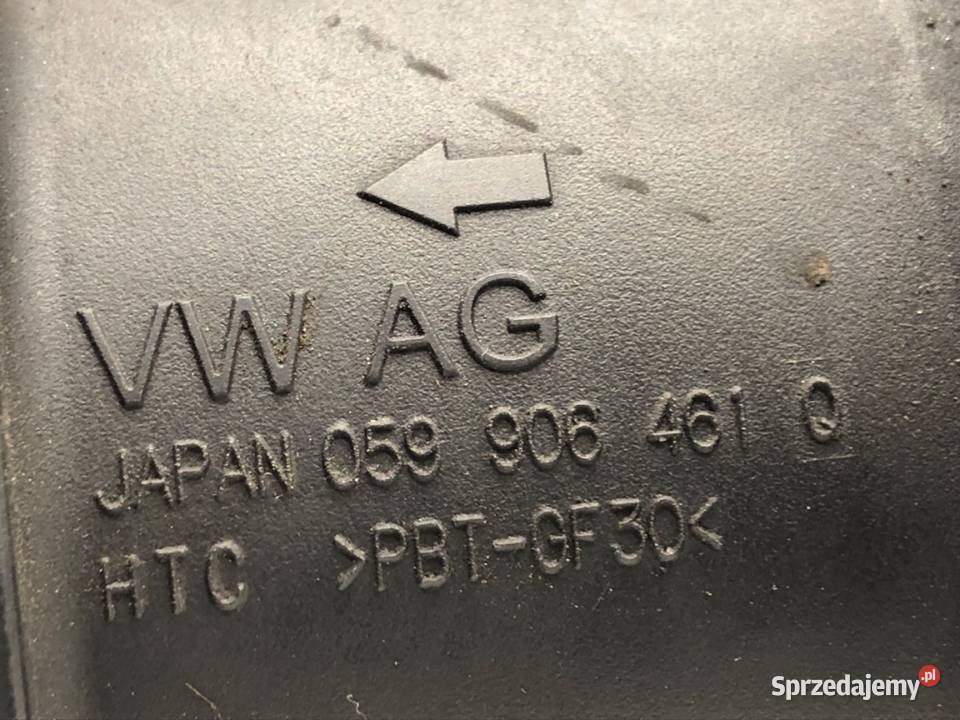 VW AG
JAPAN 059 906 461 Q
HTC >PBT-GF30<
Sprzedajemy.pl